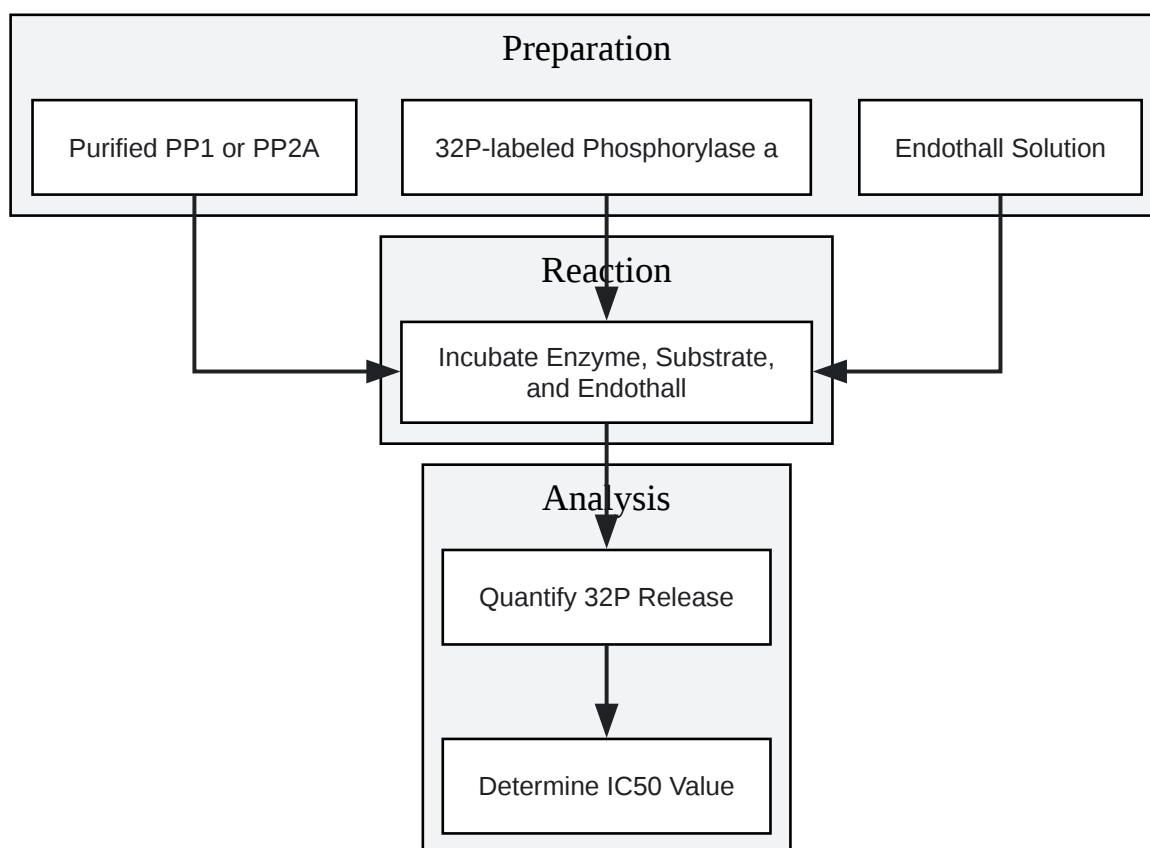 Preparation
Purified PP1 or PP2A
32P-labeled Phosphorylase a
Endothall Solution
Reaction
Incubate Enzyme, Substrate,
and Endothall
Analysis
Quantify 32P Release
Determine IC50 Value